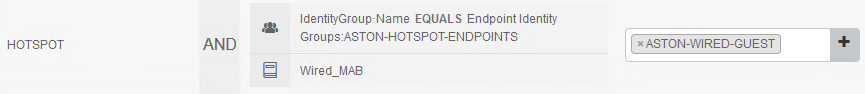 HOTSPOT
AND
IdentityGroup·Name EQUALS Endpoint Identity
Groups:ASTON-HOTSPOT-ENDPOINTS
Wired_MAB
×ASTON-WIRED-GUEST
+